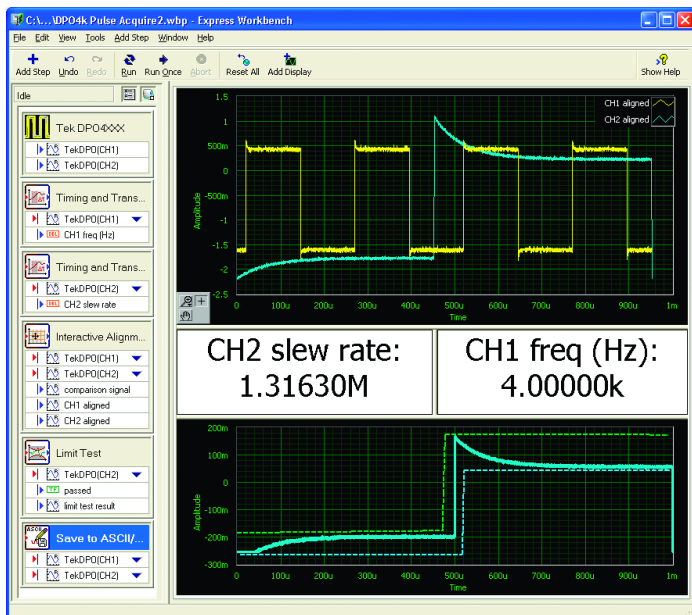 C:\...\DPO4k Pulse Acquire2.wbp - Express Workbench
File Edit View Tools Add Step Window Help
Add Step Undo Redo Run Run Once Abort Reset All Add Display Show Help
Idle
Tek DPO4XXX
TekDPO(CH1)
TekDPO(CH2)
Timing and Trans...
TekDPO(CH1)
DBL CH1 freq (Hz)
Timing and Trans...
TekDPO(CH2)
DBL CH2 slew rate
Interactive Alignm...
TekDPO(CH1)
TekDPO(CH2)
comparison signal
CH1 aligned
CH2 aligned
Limit Test
TekDPO(CH2)
TF passed
limit test result
ASCII
Save to ASCII/...
TekDPO(CH1)
TekDPO(CH2)
CH1 aligned
CH2 aligned
1.5
1
500m
0
-500m
-1
-1.5
-2
-2.5
Amplitude
0 100u 200u 300u 400u 500u 600u 700u 800u 900u 1m
Time
CH2 slew rate:
1.31630M
CH1 freq (Hz):
4.00000k
200m
100m
0
-100m
-200m
-300m
Amplitude
0 100u 200u 300u 400u 500u 600u 700u 800u 900u 1m
Time